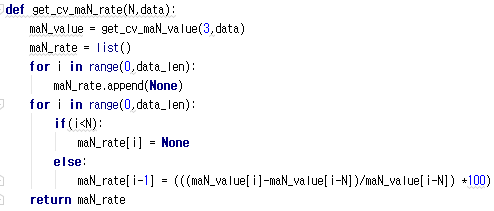 def get_cv_maN_rate(N,data):
    maN_value = get_cv_maN_value(3,data)
    maN_rate = list()
    for i in range(0,data_len):
        maN_rate.append(None)
    for i in range(0,data_len):
        if(i<N):
            maN_rate[i] = None
        else:
            maN_rate[i-1] = (((maN_value[i]-maN_value[i-N])/maN_value[i-N]) *100)
    return maN_rate